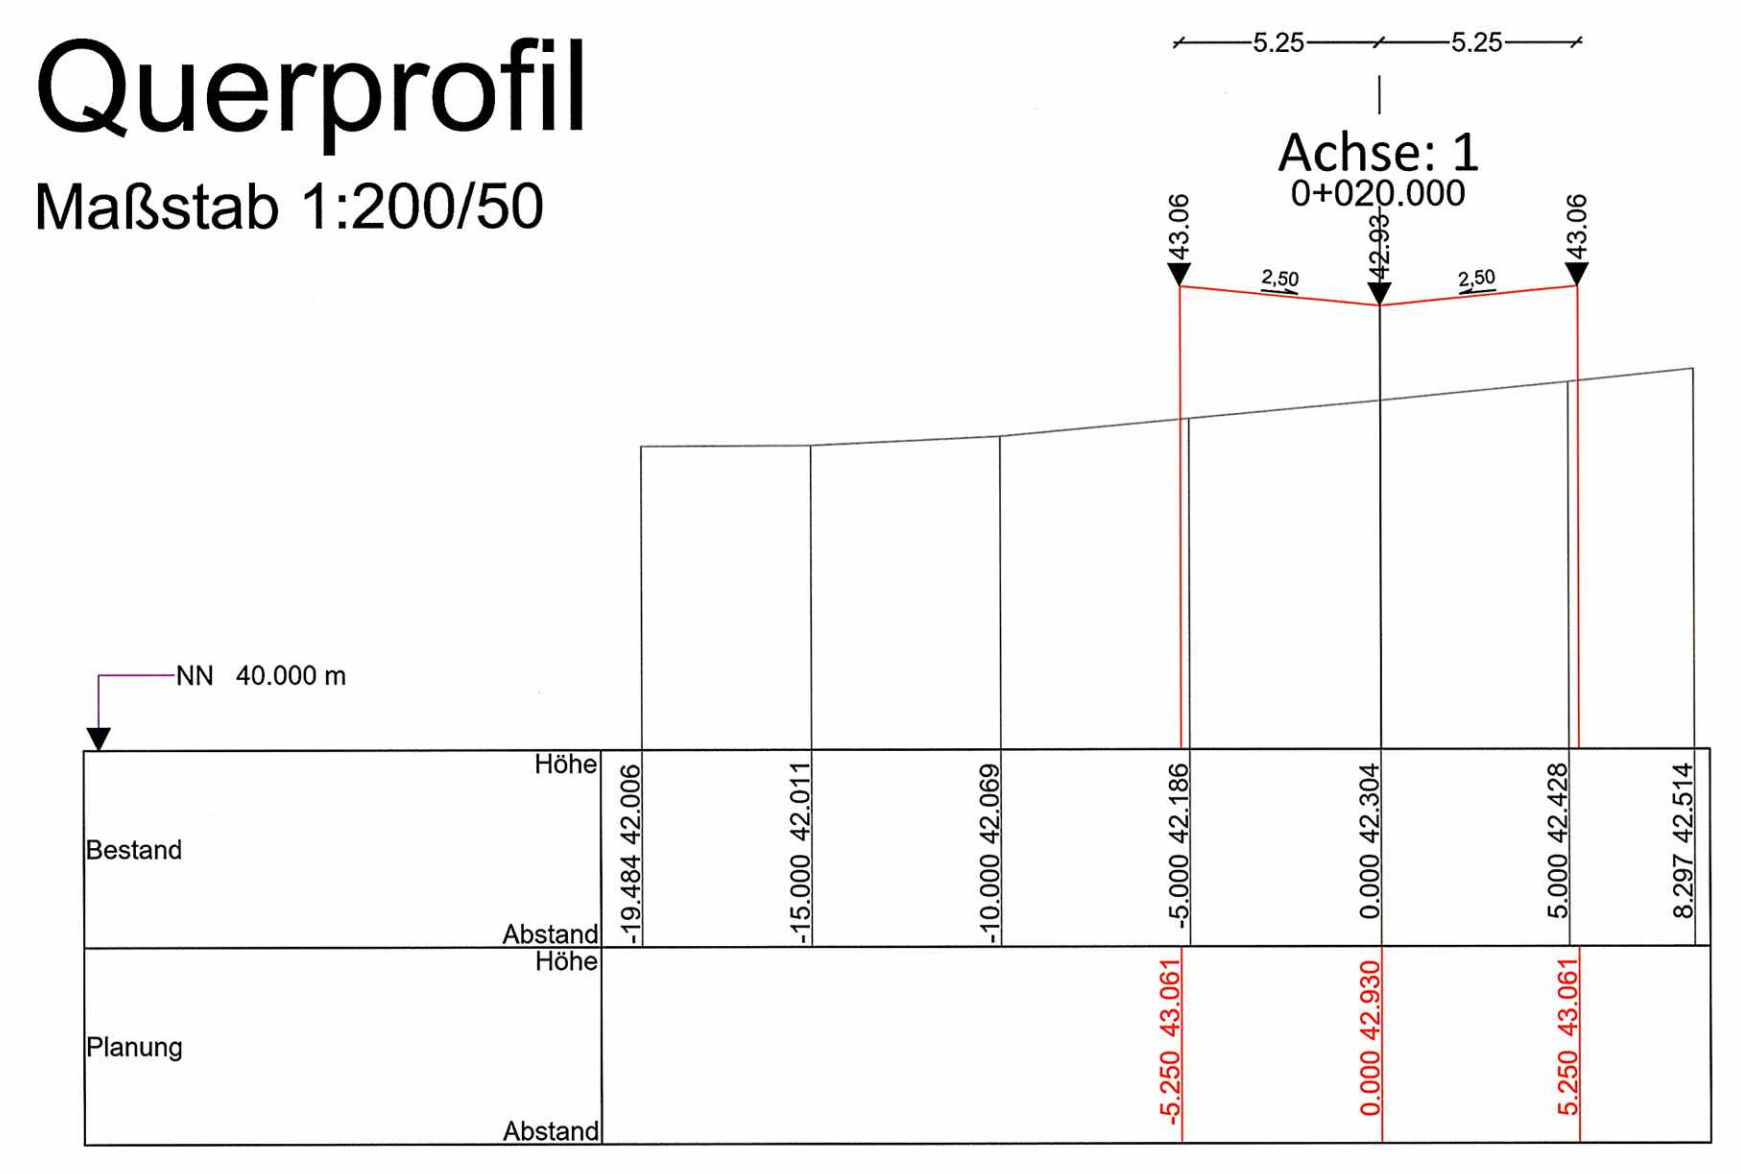 Querprofil
Maßstab 1:200/50
5.25 5.25
Achse: 1
0+020.000
43.06
42.93
43.06
2,50
2,50
NN 40.000 m
Bestand
Höhe
Abstand
-19.484 42.006
-15.000 42.011
-10.000 42.069
-5.000 42.186
0.000 42.304
5.000 42.428
8.297 42.514
Planung
Höhe
Abstand
-5.250 43.061
0.000 42.930
5.250 43.061